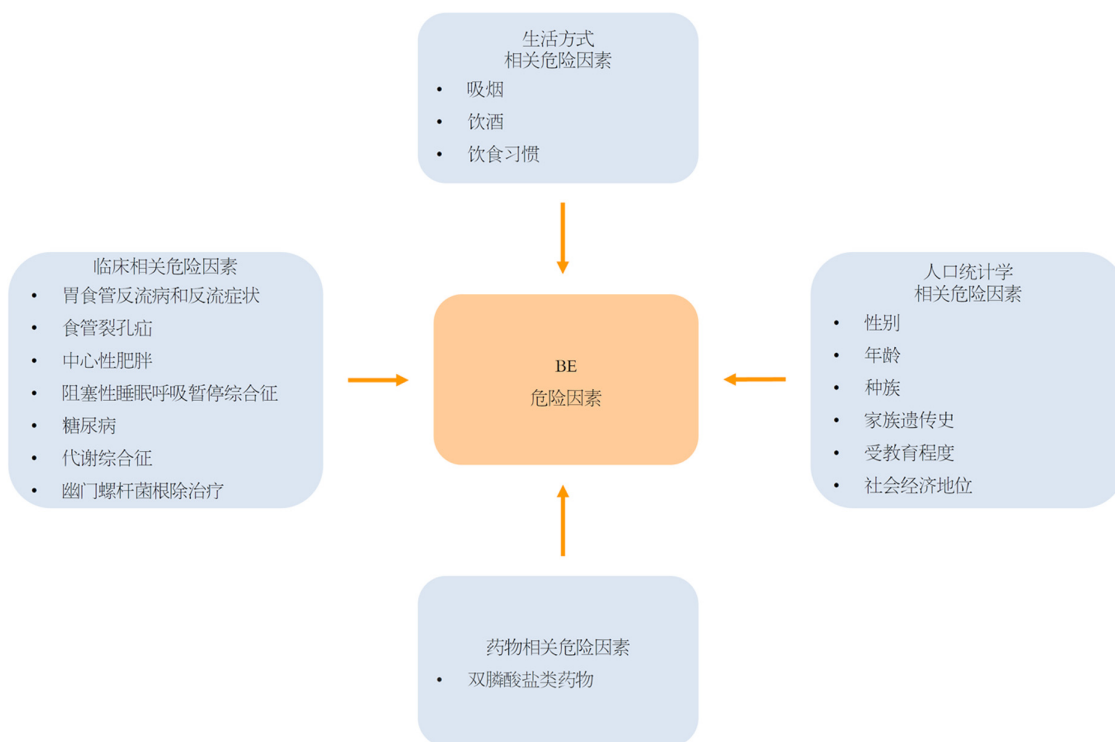 生活方式
相关危险因素
• 吸烟
• 饮酒
• 饮食习惯
临床相关危险因素
• 胃食管反流病和反流症状
• 食管裂孔疝
• 中心性肥胖
• 阻塞性睡眠呼吸暂停综合征
• 糖尿病
• 代谢综合征
• 幽门螺杆菌根除治疗
BE
危险因素
人口统计学
相关危险因素
• 性别
• 年龄
• 种族
• 家族遗传史
• 受教育程度
• 社会经济地位
药物相关危险因素
• 双膦酸盐类药物